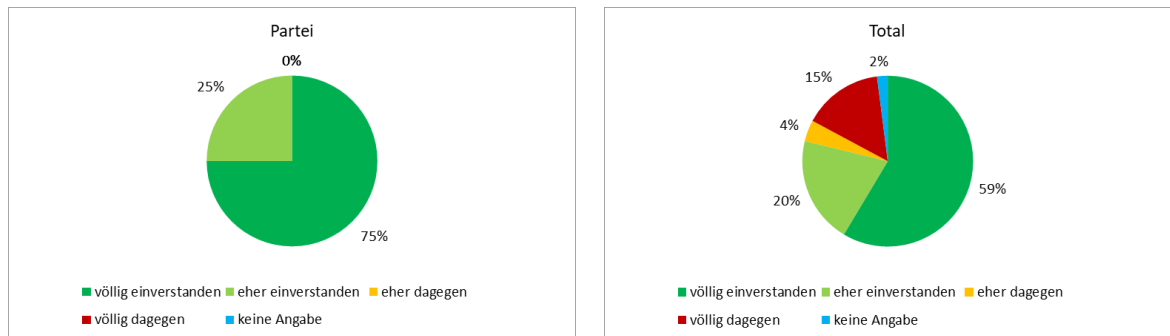 Partei
0%
25%
75%
völlig einverstanden eher einverstanden eher dagegen
völlig dagegen keine Angabe
Total
2%
15%
4%
20%
59%
völlig einverstanden eher einverstanden eher dagegen
völlig dagegen keine Angabe